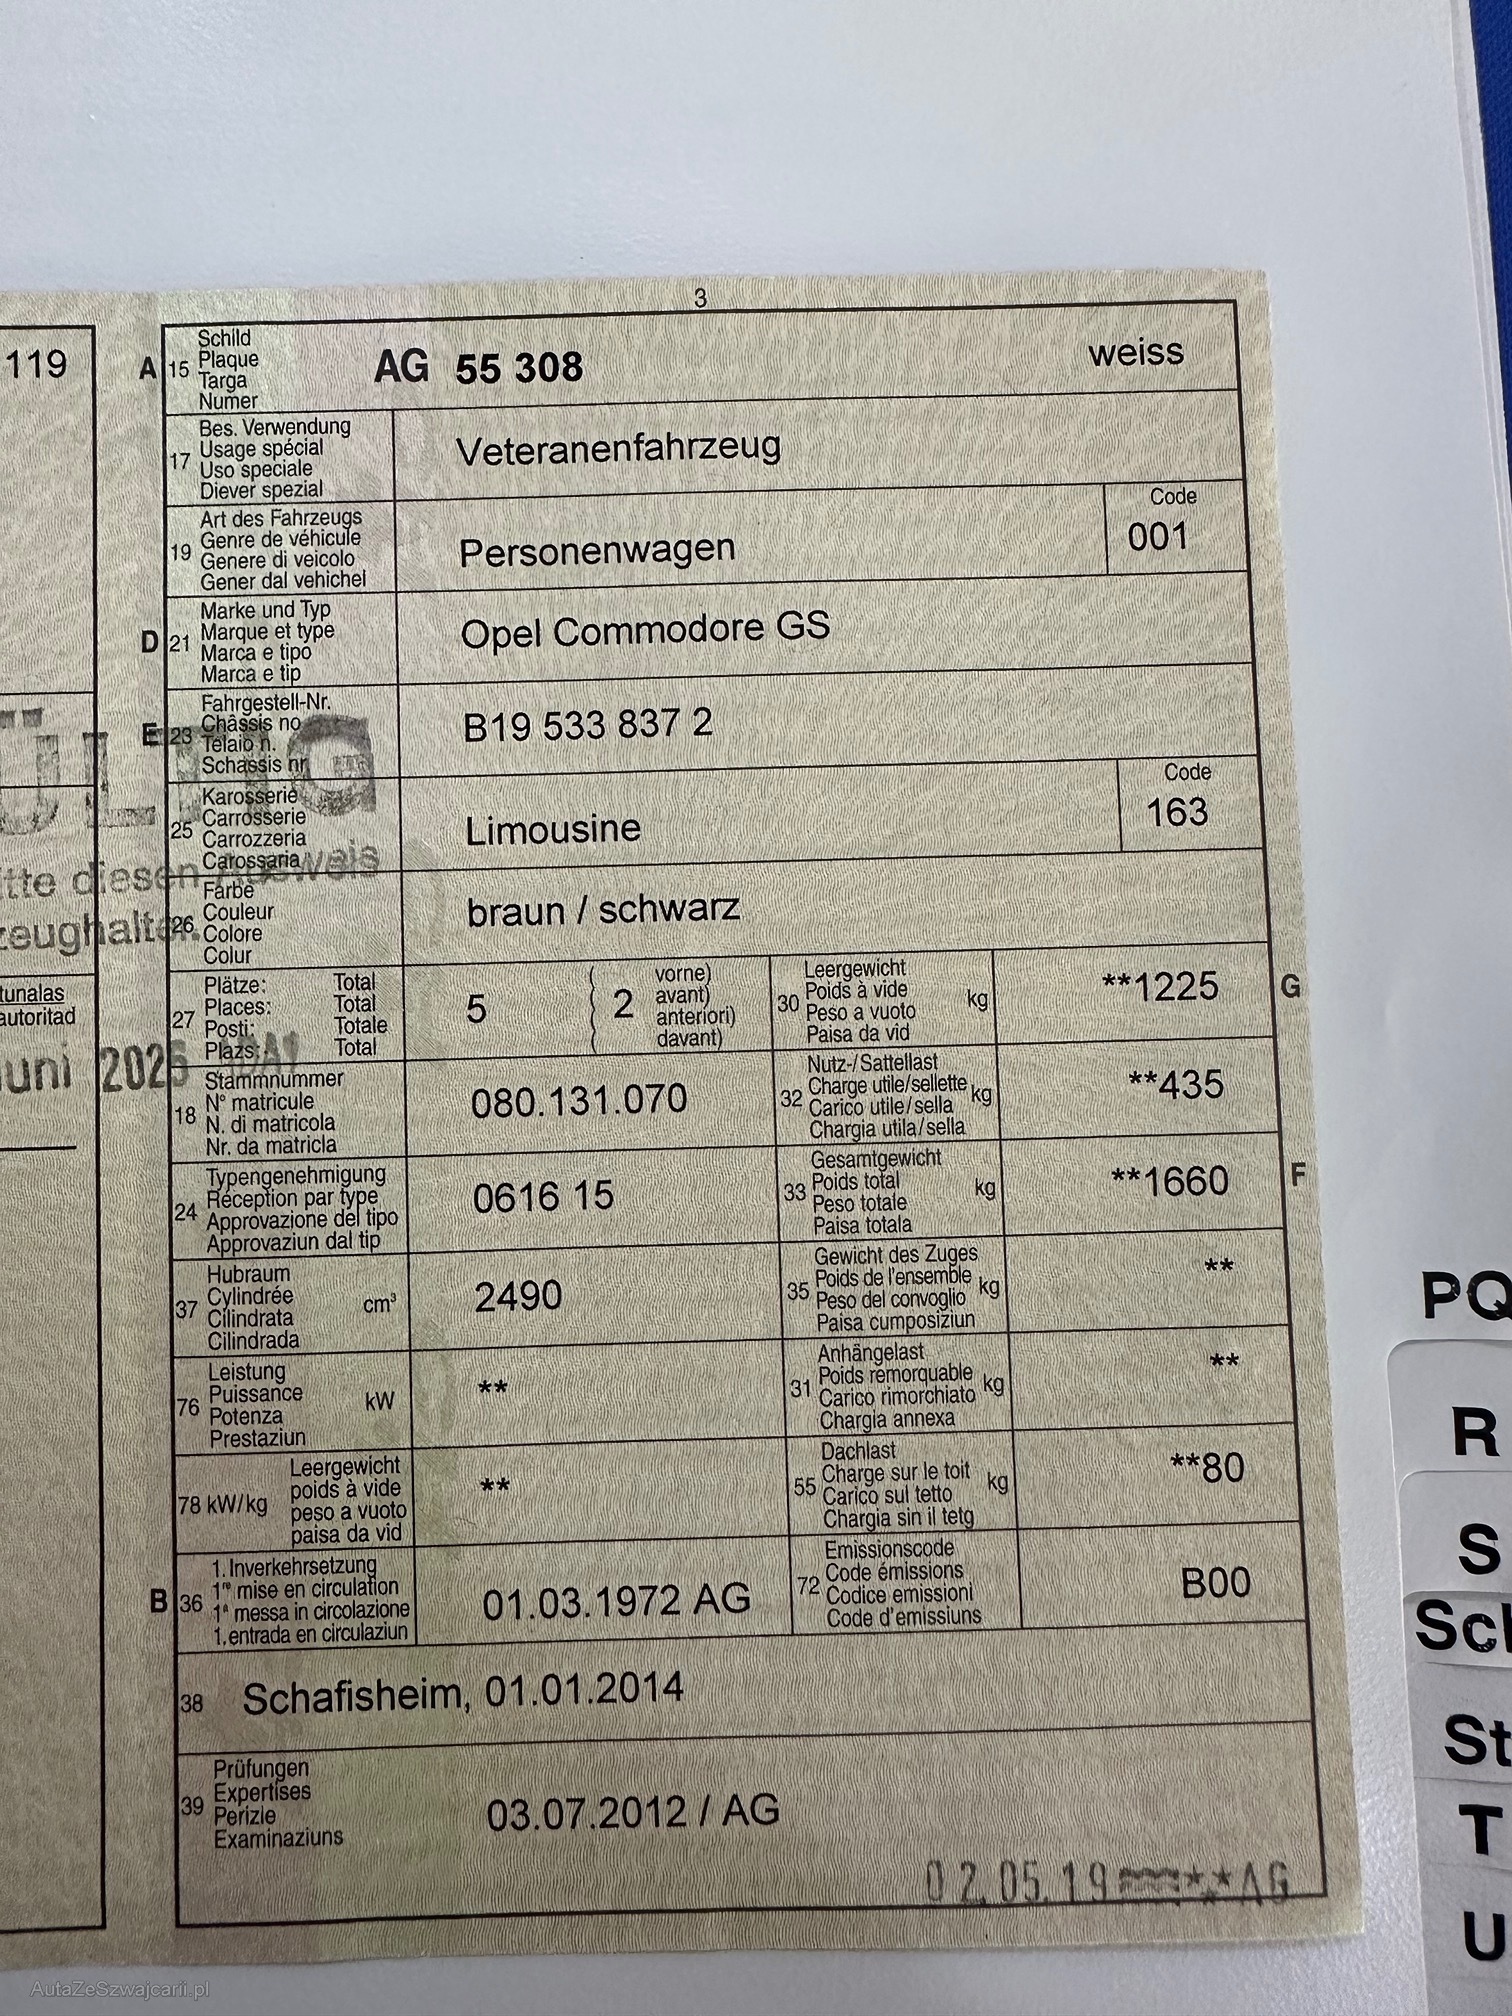 3
119
A 15 Schild
Plaque
Targa
Numer
AG 55 308
weiss
17 Bes. Verwendung
Usage spécial
Uso speciale
Diever spezial
Veteranenfahrzeug
19 Art des Fahrzeugs
Genre de véhicule
Genere di veicolo
Gener dal vehichel
Personenwagen
Code
001
D 21 Marke und Typ
Marque et type
Marca e tipo
Marca e tip
Opel Commodore GS
E 23 Fahrgestell-Nr.
Châssis no
Telaio n.
Schassis nr
B19 533 837 2
25 Karosserie
Carrosserie
Carrozzeria
Carossaria
Limousine
Code
163
itte diesen Ausweis
26 Farbe
Couleur
Colore
Colur
braun / schwarz
zeughalter.
tunalas
autoritad
27 Plätze: Total
Places: Total
Posti: Totale
Plazs: Total
5
2
vorne)
avant)
anteriori)
davant)
30 Leergewicht
Poids à vide
Peso a vuoto
Paisa da vid
kg
**1225
G
uni 2025
18 Stammnummer
N° matricule
N. di matricola
Nr. da matricla
080.131.070
32 Nutz-/Sattellast
Charge utile/sellette
Carico utile/sella
Chargia utila/sella
kg
**435
24 Typengenehmigung
Réception par type
Approvazione del tipo
Approvaziun dal tip
0616 15
33 Gesamtgewicht
Poids total
Peso totale
Paisa totala
kg
**1660
F
37 Hubraum
Cylindrée
Cilindrata
Cilindrada
cm³
2490
35 Gewicht des Zuges
Poids de l'ensemble
Peso del convoglio
Paisa cumposiziun
kg
**
76 Leistung
Puissance
Potenza
Prestaziun
kW
**
31 Anhängelast
Poids remorquable
Carico rimorchiato
Chargia annexa
kg
**
78 kW/kg
Leergewicht
poids à vide
peso a vuoto
paisa da vid
**
55 Dachlast
Charge sur le toit
Carico sul tetto
Chargia sin il tetg
kg
**80
B 36 1. Inverkehrsetzung
1re mise en circulation
1a messa in circolazione
1. entrada en circulaziun
01.03.1972 AG
72 Emissionscode
Code émissions
Codice emissioni
Code d'emissiuns
B00
38 Schafisheim, 01.01.2014
39 Prüfungen
Expertises
Perizie
Examinaziuns
03.07.2012 / AG
02.05.19 **AG
PQ
R
S
Sch
St
T
U
AutaZeSzwajcarii.pl